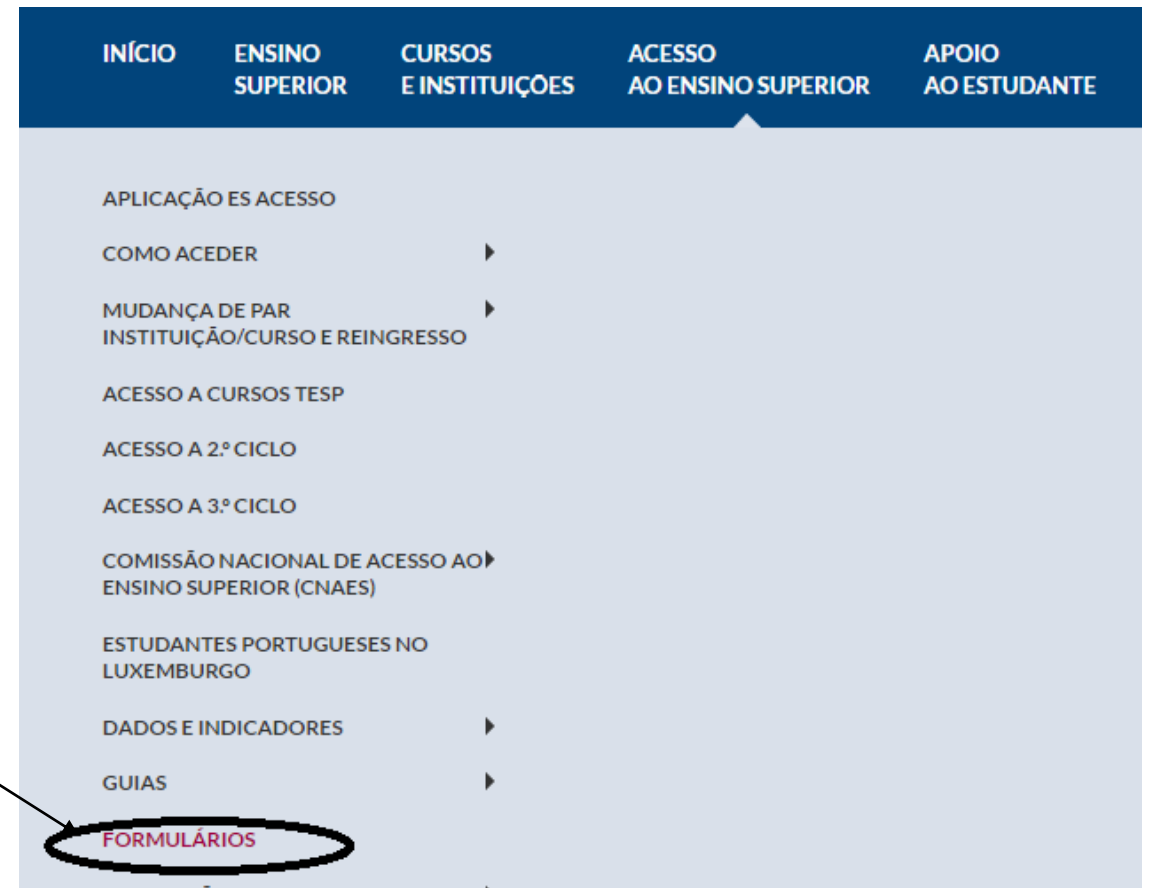 INÍCIO
ENSINO
SUPERIOR
CURSOS
E INSTITUIÇÕES
ACESSO
AO ENSINO SUPERIOR
APOIO
AO ESTUDANTE
APLICAÇÃO ES ACESSO
COMO ACEDER
MUDANÇA DE PAR
INSTITUIÇÃO/CURSO E REINGRESSO
ACESSO A CURSOS TESP
ACESSO A 2.º CICLO
ACESSO A 3.º CICLO
COMISSÃO NACIONAL DE ACESSO AO
ENSINO SUPERIOR (CNAES)
ESTUDANTES PORTUGUESES NO
LUXEMBURGO
DADOS E INDICADORES
GUIAS
FORMULÁRIOS